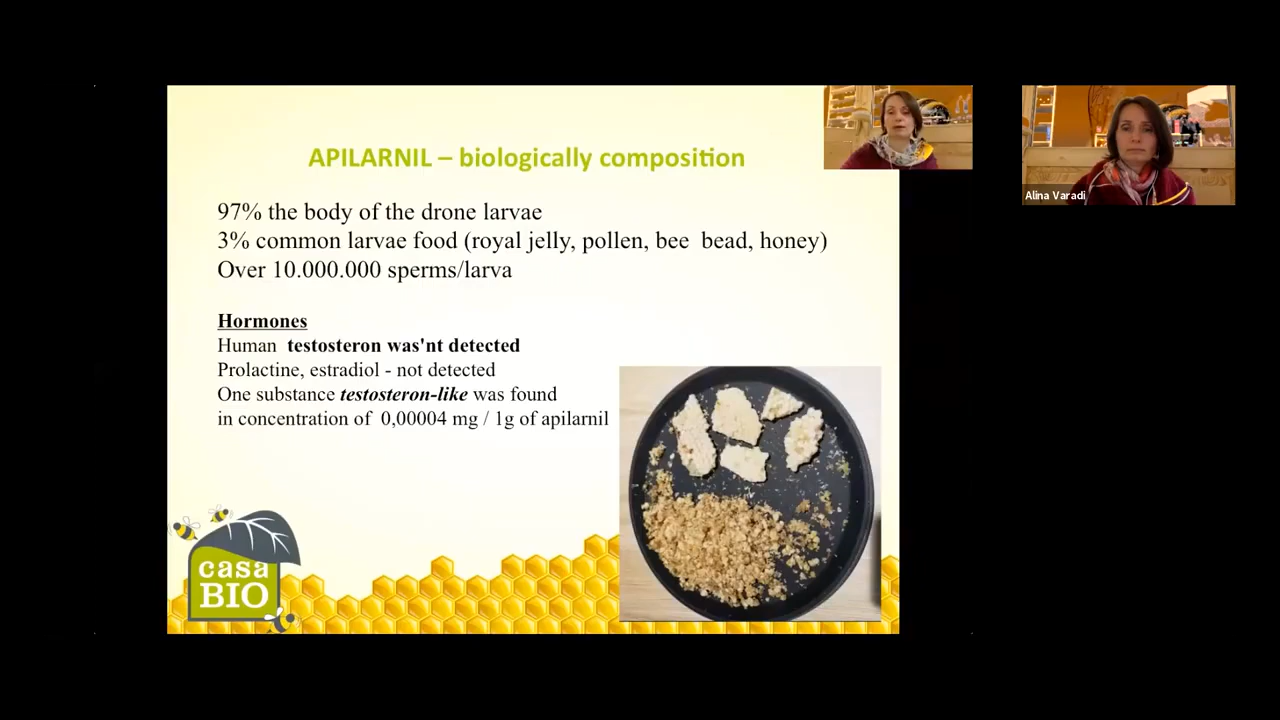 APILARNIL – biologically composition
97% the body of the drone larvae
3% common larvae food (royal jelly, pollen, bee bead, honey)
Over 10.000.000 sperms/larva
Hormones
Human testosteron was'nt detected
Prolactine, estradiol - not detected
One substance testosteron-like was found
in concentration of 0,00004 mg / 1g of apilarnil
casa
BIO
Alina Varadi